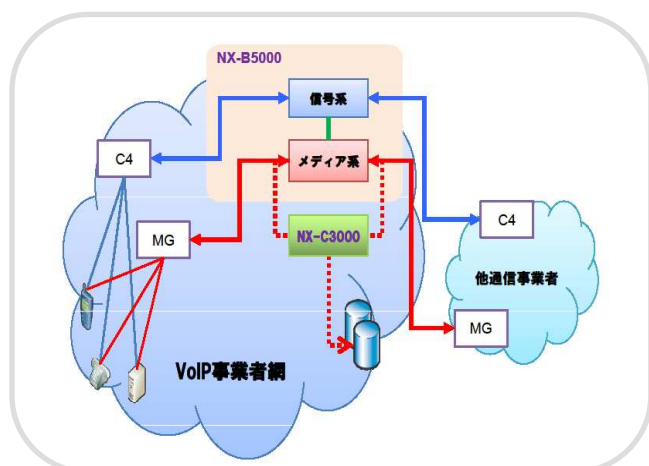 NX-B5000
信号系
メディア系
C4
MG
NX-C3000
C4
他通信事業者
MG
VoIP事業者網